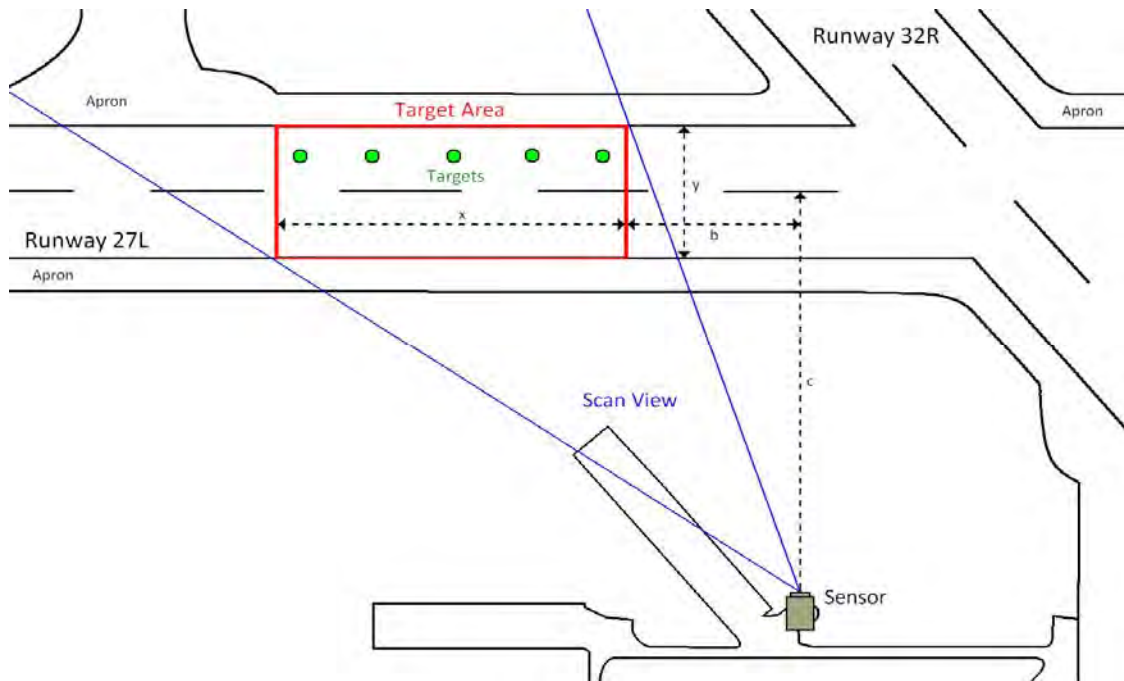 Runway 32R
Apron
Target Area
Apron
Targets
y
x
b
Runway 27L
Apron
c
Scan View
Sensor